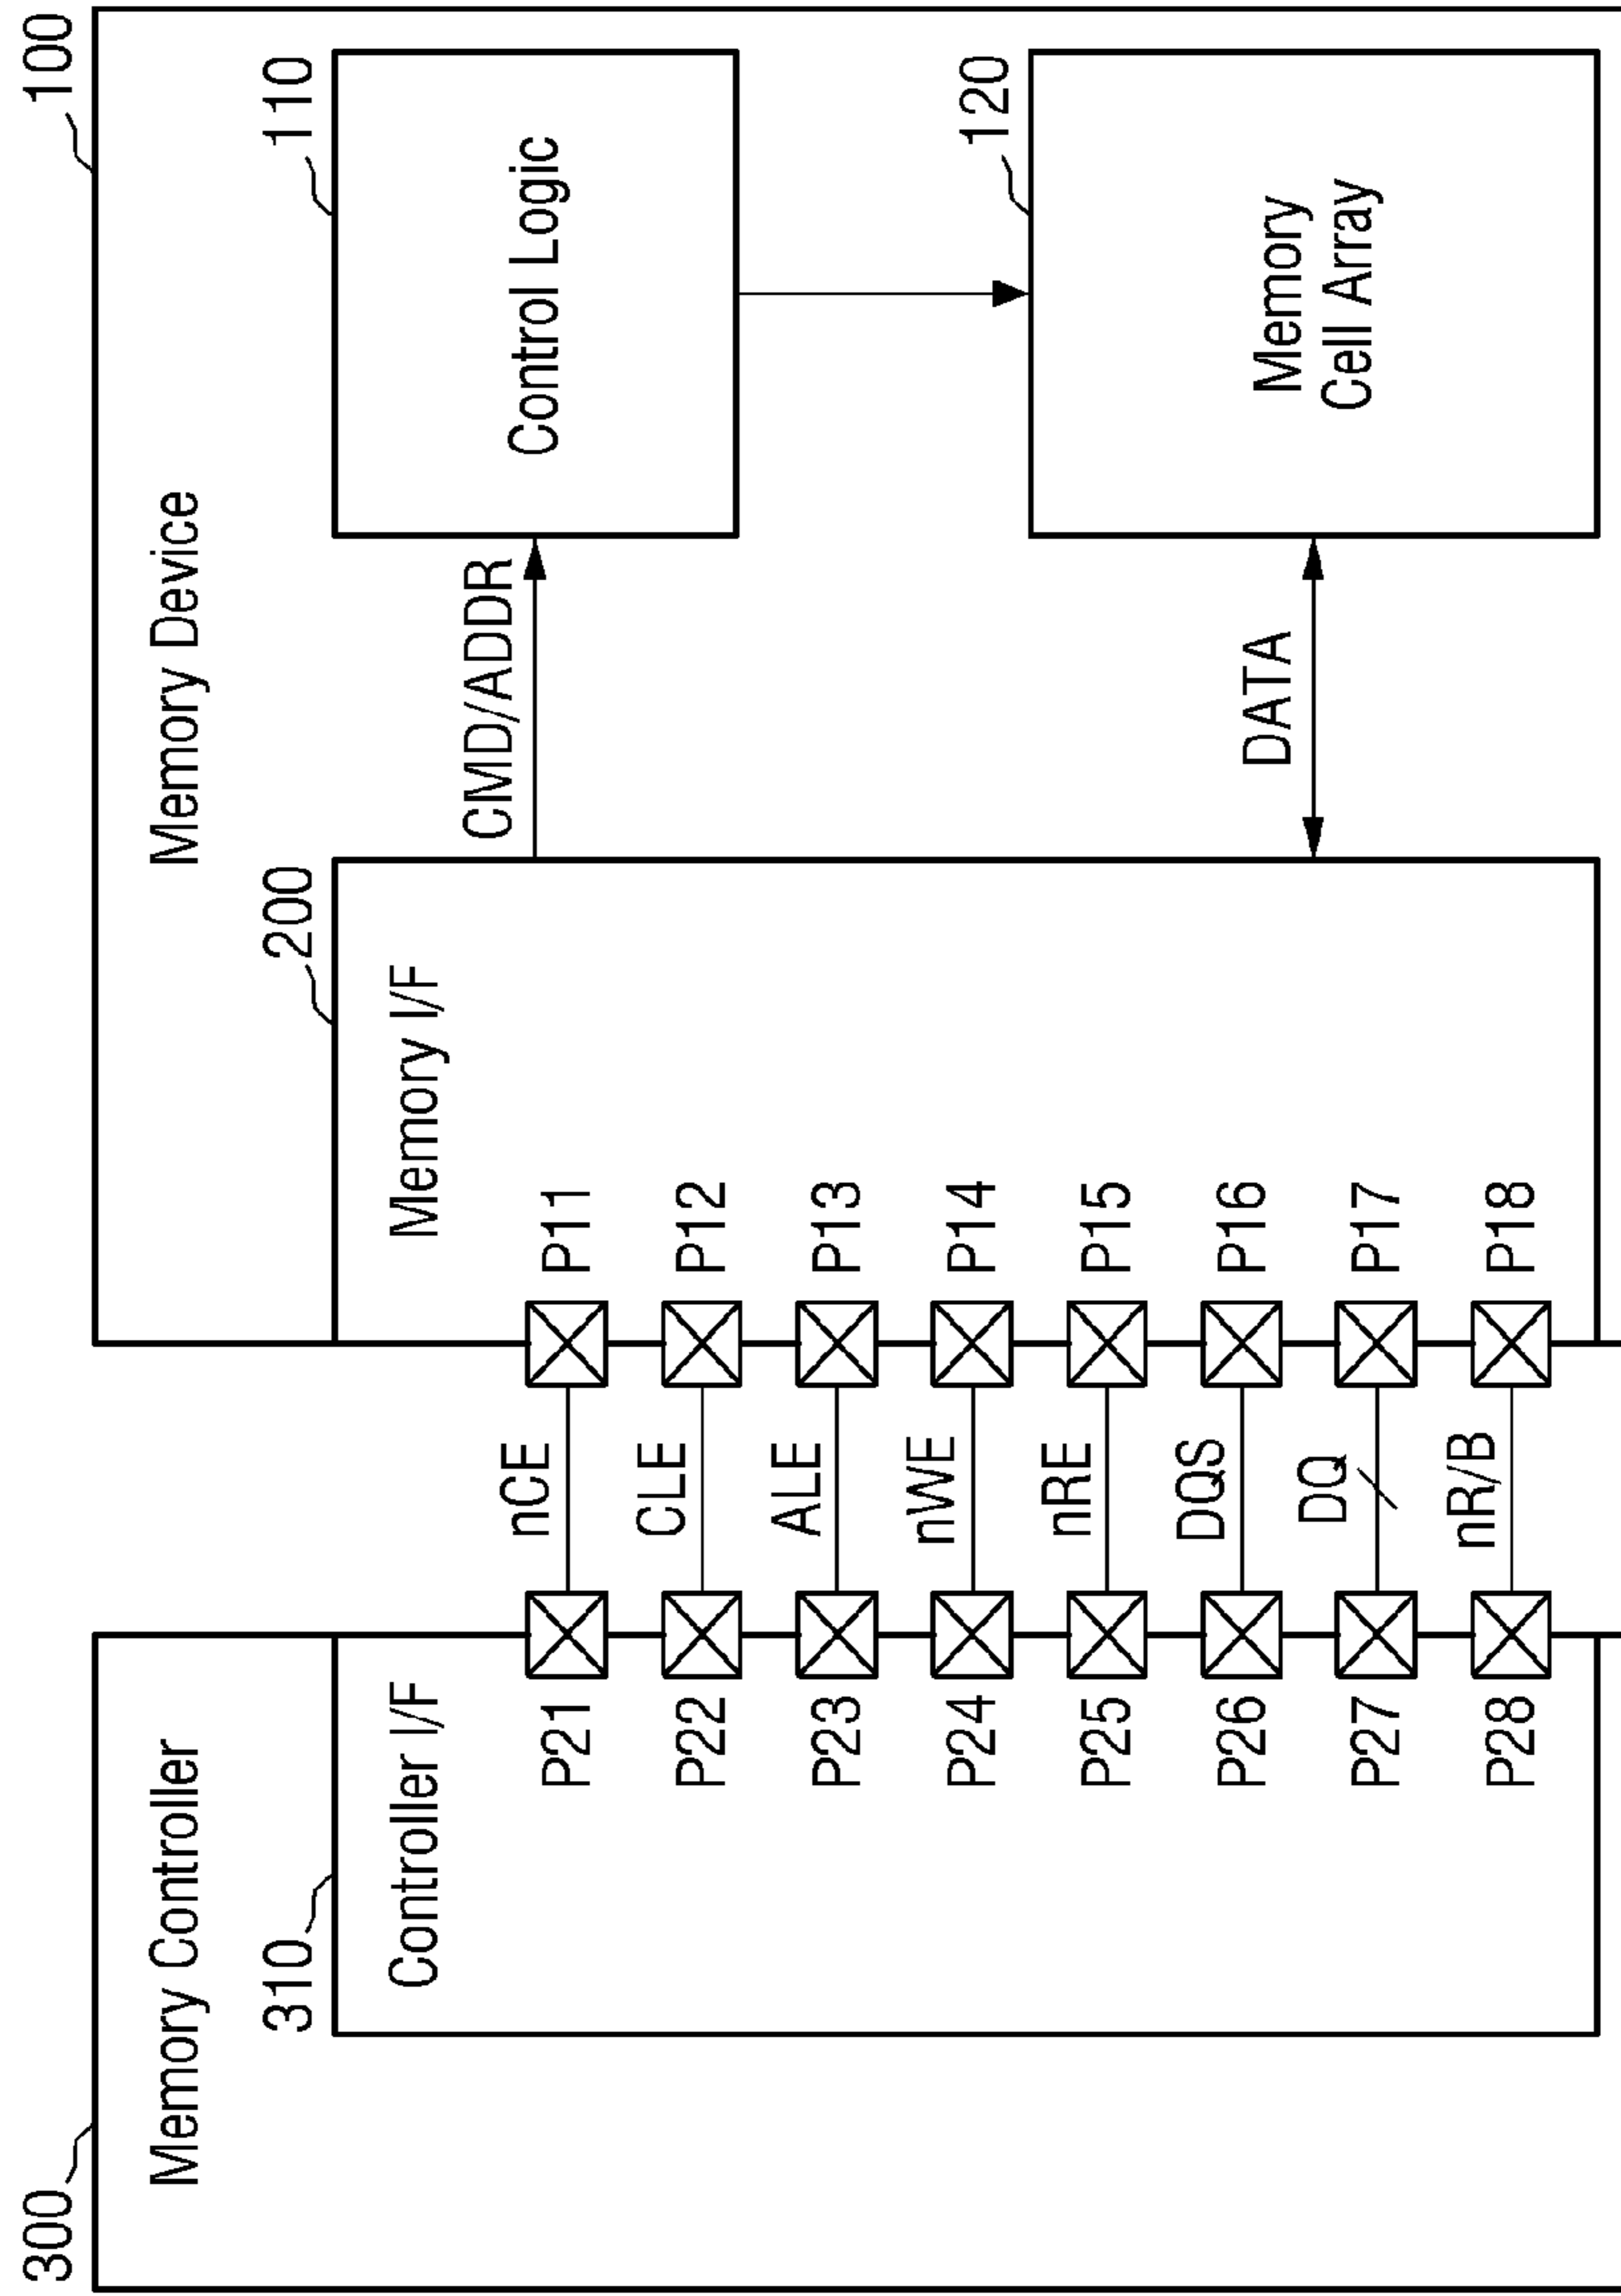 300
100
Memory Controller
Memory Device
310
200
110
Controller I/F
Memory I/F
CMD/ADDR
Control Logic
P21
nCE
P11
P22
CLE
P12
P23
ALE
P13
P24
nWE
P14
120
P25
nRE
P15
P26
DQS
P16
DATA
Memory
Cell Array
P27
DQ
P17
P28
nR/B
P18